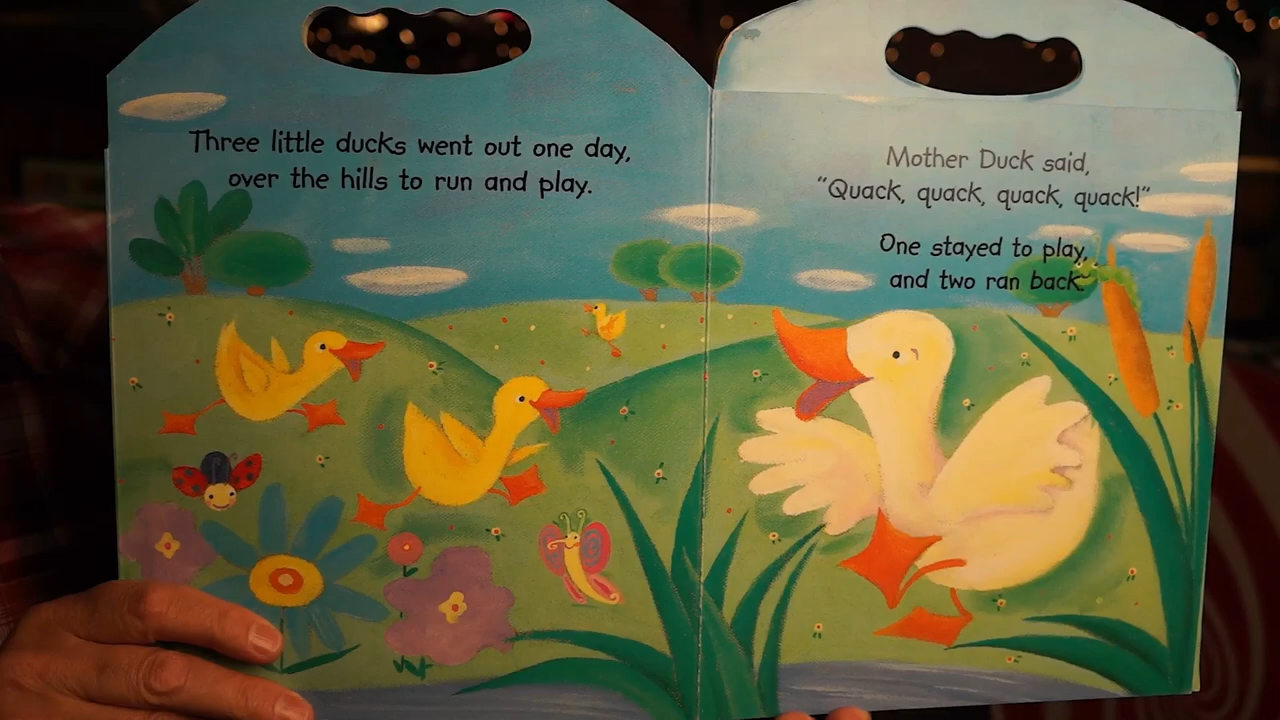 Three little ducks went out one day,
over the hills to run and play.
Mother Duck said,
“Quack, quack, quack, quack!”
One stayed to play,
and two ran back.